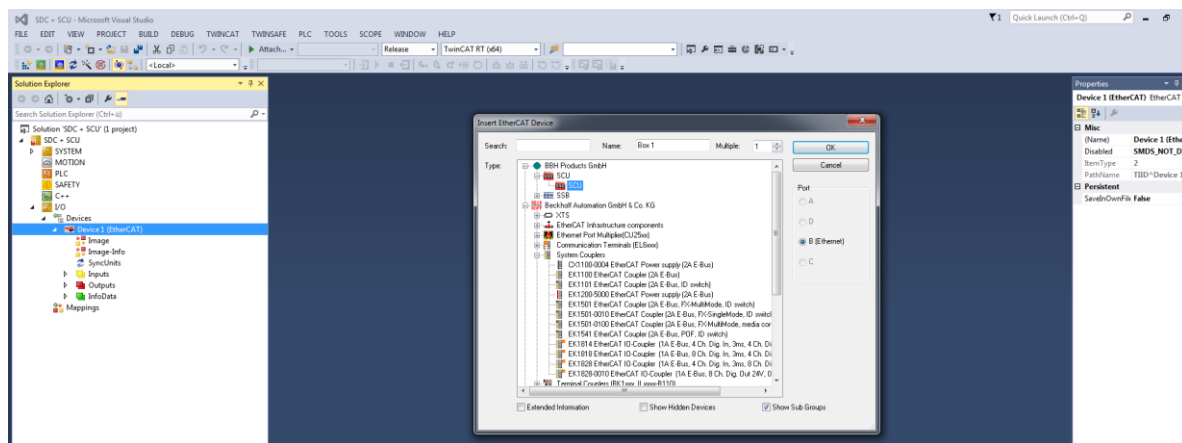 SDC + SCU - Microsoft Visual Studio
1 Quick Launch (Ctrl+Q)
FILE EDIT VIEW PROJECT BUILD DEBUG TWINCAT TWINSAFE PLC TOOLS SCOPE WINDOW HELP
Attach... Release TwinCAT RT (x64)
<Local>
Solution Explorer
Search Solution Explorer (Ctrl+ü)
Solution 'SDC + SCU' (1 project)
SDC + SCU
SYSTEM
MOTION
PLC
SAFETY
C++
I/O
Devices
Device 1 (EtherCAT)
Image
Image-Info
SyncUnits
Inputs
Outputs
InfoData
Mappings
Insert EtherCAT Device
Search: Name: Box 1 Multiple: 1 OK
Type: Cancel
BBH Products GmbH
SCU
SCU
SSB
Beckhoff Automation GmbH & Co. KG
XTS
EtherCAT Infrastructure components
Ethernet Port Multiplier(CU25xx)
Communication Terminals (EL6xxx)
System Couplers
CX1100-0004 EtherCAT Power supply (2A E-Bus)
EK1100 EtherCAT Coupler (2A E-Bus)
EK1101 EtherCAT Coupler (2A E-Bus, ID switch)
EK1200-5000 EtherCAT Power supply (2A E-Bus)
EK1501 EtherCAT Coupler (2A E-Bus, FX-MultiMode, ID switch)
EK1501-0010 EtherCAT Coupler (2A E-Bus, FX-SingleMode, ID switc
EK1501-0100 EtherCAT Coupler (2A E-Bus, FX-MultiMode, media con
EK1541 EtherCAT Coupler (2A E-Bus, POF, ID switch)
EK1814 EtherCAT IO-Coupler (1A E-Bus, 4 Ch. Dig. In, 3ms, 4 Ch. Di
EK1818 EtherCAT IO-Coupler (1A E-Bus, 8 Ch. Dig. In, 3ms, 4 Ch. Di
EK1828 EtherCAT IO-Coupler (1A E-Bus, 4 Ch. Dig. In, 3ms, 8 Ch. Di
EK1828-0010 EtherCAT IO-Coupler (1A E-Bus, 8 Ch. Dig. Out 24V, 0
Port
A
D
B (Ethernet)
C
Extended Information Show Hidden Devices Show Sub Groups
Properties
Device 1 (EtherCAT) EtherCAT
Misc
(Name) Device 1 (Ethe
Disabled SMDS_NOT_D
ItemType 2
PathName TIID^Device 1
Persistent
SaveInOwnFile False